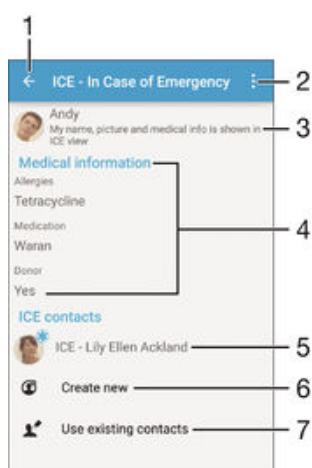 1
ICE - In Case of Emergency
2
Andy
My name, picture and medical info is shown in
ICE view
3
Medical information
Allergies
Tetracycline
Medication
Waran
4
Donor
Yes
ICE contacts
ICE - Lily Ellen Ackland
5
Create new
6
Use existing contacts
7